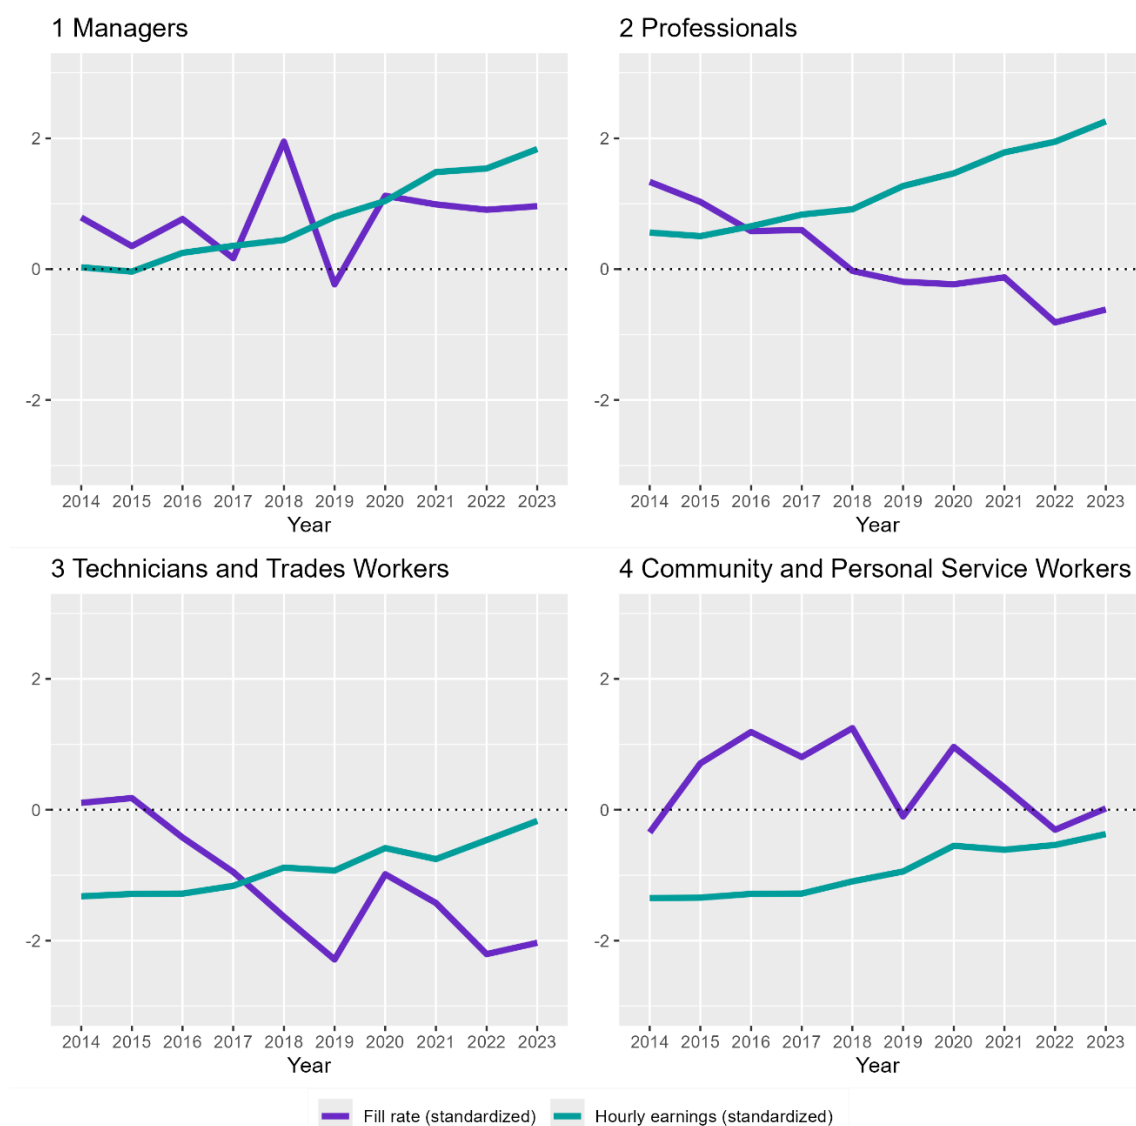 1 Managers
2
0
-2
2014 2015 2016 2017 2018 2019 2020 2021 2022 2023
Year
2 Professionals
2
0
-2
2014 2015 2016 2017 2018 2019 2020 2021 2022 2023
Year
3 Technicians and Trades Workers
2
0
-2
2014 2015 2016 2017 2018 2019 2020 2021 2022 2023
Year
4 Community and Personal Service Workers
2
0
-2
2014 2015 2016 2017 2018 2019 2020 2021 2022 2023
Year
Fill rate (standardized) Hourly earnings (standardized)